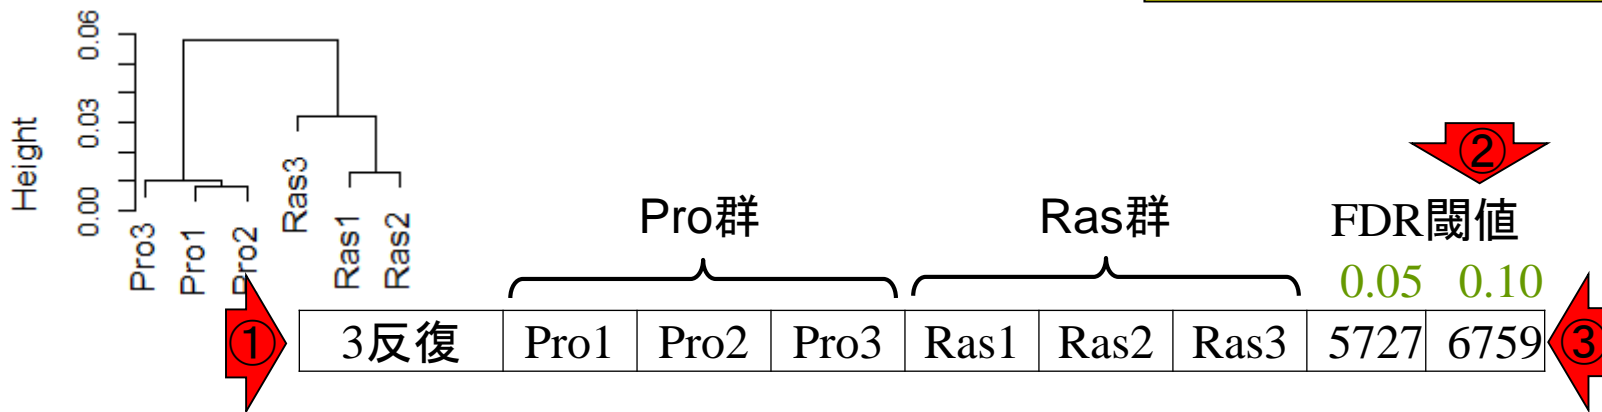 Height
0.00 0.03 0.06
Pro3 Pro1 Pro2 Ras3 Ras1 Ras2
②
Pro群 Ras群 FDR閾値
0.05 0.10
① 3反復 Pro1 Pro2 Pro3 Ras1 Ras2 Ras3 5727 6759 ③